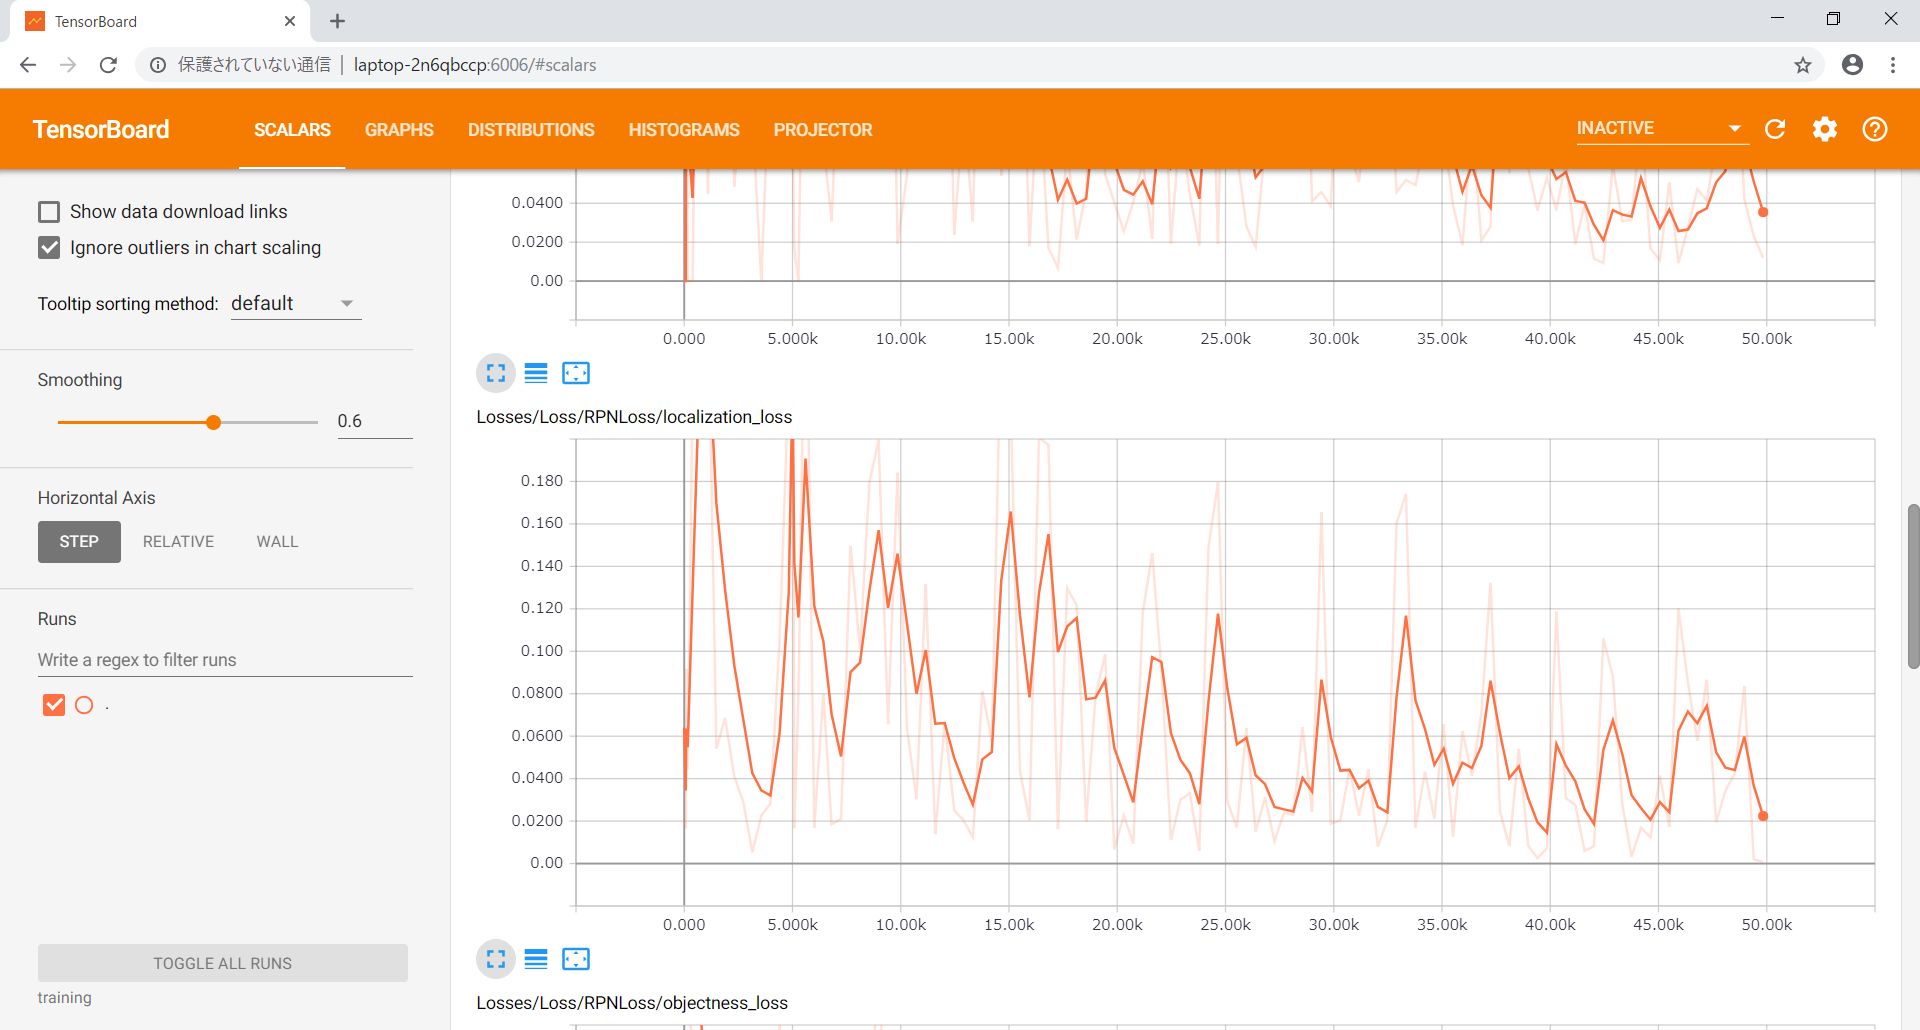 TensorBoard
保護されていない通信 | laptop-2n6qbccp:6006/#scalars
TensorBoard SCALARS GRAPHS DISTRIBUTIONS HISTOGRAMS PROJECTOR INACTIVE
Show data download links
Ignore outliers in chart scaling
Tooltip sorting method: default
Smoothing
0.6
Horizontal Axis
STEP RELATIVE WALL
Runs
Write a regex to filter runs
.
TOGGLE ALL RUNS
training
0.0400
0.0200
0.00
0.000 5.000k 10.00k 15.00k 20.00k 25.00k 30.00k 35.00k 40.00k 45.00k 50.00k
Losses/Loss/RPNLoss/localization_loss
0.180
0.160
0.140
0.120
0.100
0.0800
0.0600
0.0400
0.0200
0.00
0.000 5.000k 10.00k 15.00k 20.00k 25.00k 30.00k 35.00k 40.00k 45.00k 50.00k
Losses/Loss/RPNLoss/objectness_loss